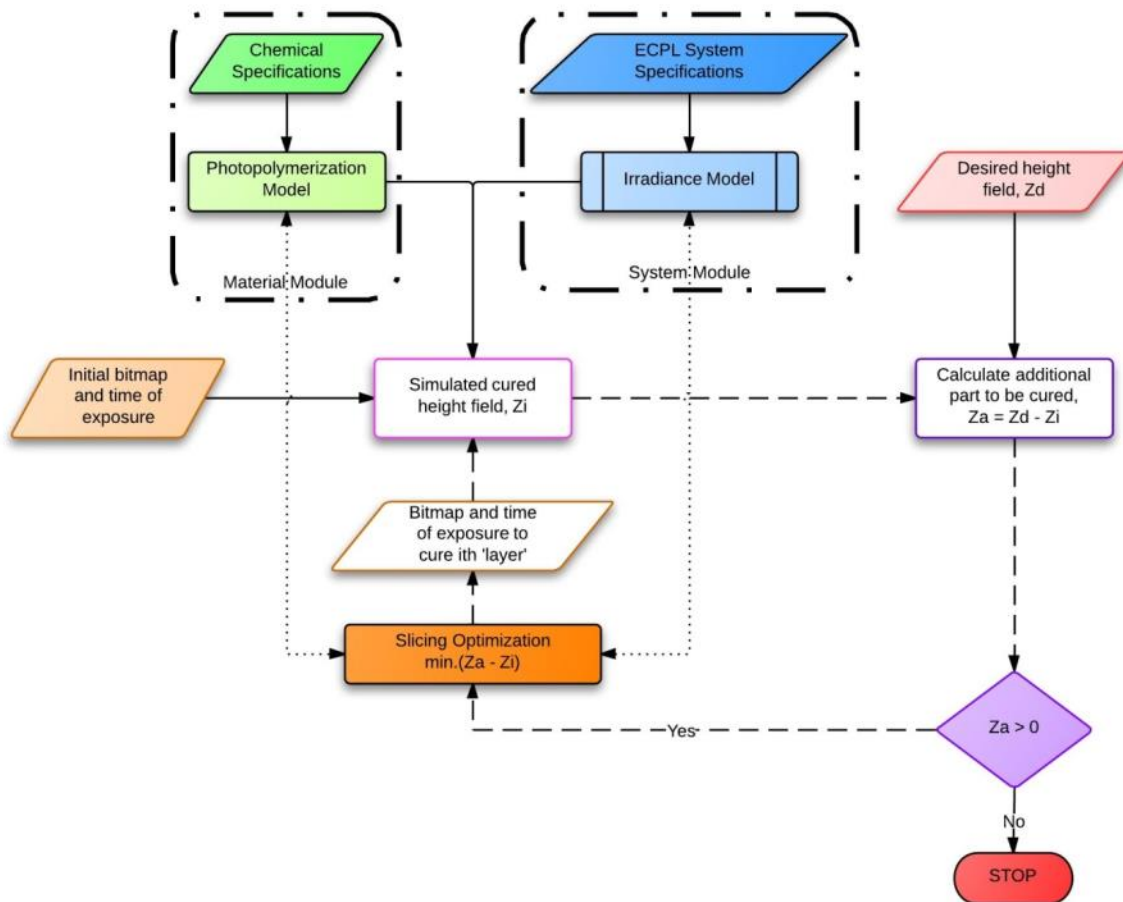 Chemical
Specifications
ECPL System
Specifications
Photopolymerization
Model
Irradiance Model
Desired height
field, Zd
Material Module
System Module
Initial bitmap
and time of
exposure
Simulated cured
height field, Zi
Calculate additional
part to be cured,
Za = Zd - Zi
Bitmap and time
of exposure to
cure ith 'layer'
Slicing Optimization
min.(Za - Zi)
Yes
Za > 0
No
STOP